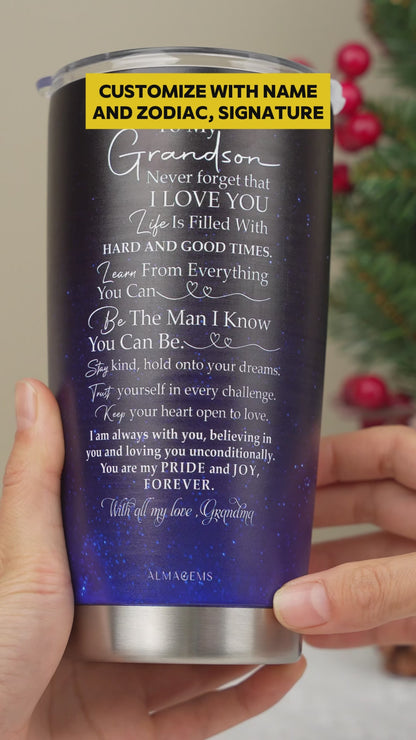 CUSTOMIZE WITH NAME
AND ZODIAC, SIGNATURE
To My
Grandson
Never forget that
I LOVE YOU
Life Is Filled With
HARD AND GOOD TIMES.
Learn From Everything
You Can
Be The Man I Know
You Can Be.
Stay kind, hold onto your dreams.
Trust yourself in every challenge.
Keep your heart open to love.
I am always with you, believing in
you and loving you unconditionally.
You are my PRIDE and JOY,
FOREVER.
With all my love , Grandma
ALMAGEMS